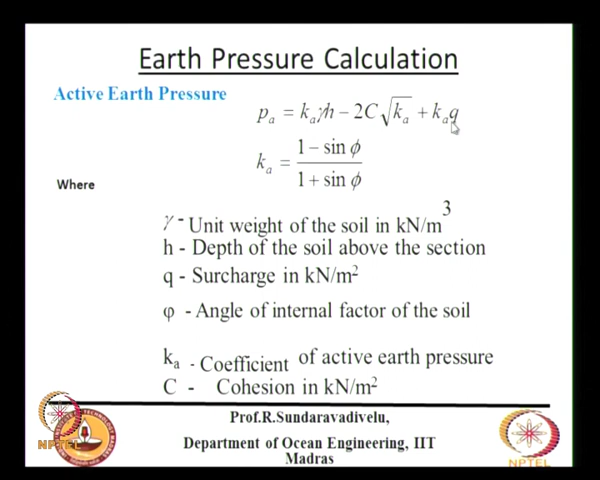 Earth Pressure Calculation
Active Earth Pressure
pₐ = kₐγh − 2C√kₐ + kₐq
kₐ = (1 − sin ϕ) / (1 + sin ϕ)
Where
γ - Unit weight of the soil in kN/m³
h - Depth of the soil above the section
q - Surcharge in kN/m²
φ - Angle of internal factor of the soil
kₐ - Coefficient of active earth pressure
C - Cohesion in kN/m²
Prof.R.Sundaravadivelu,
Department of Ocean Engineering, IIT
Madras
NPTEL
NPTEL